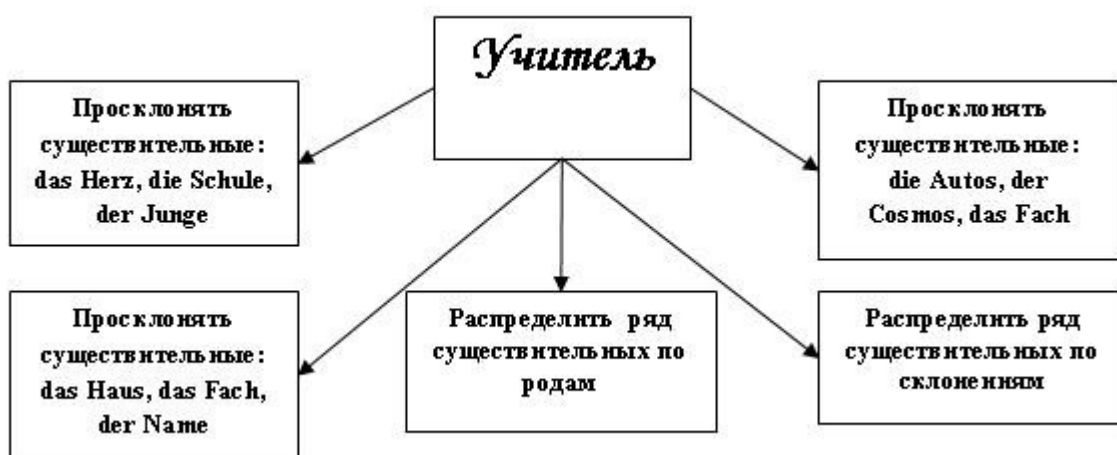 Учитель
Просклонять
существительные:
das Herz, die Schule,
der Junge
Просклонять
существительные:
die Autos, der
Cosmos, das Fach
Просклонять
существительные:
das Haus, das Fach,
der Name
Распределить ряд
существительных по
родам
Распределить ряд
существительных по
склонениям